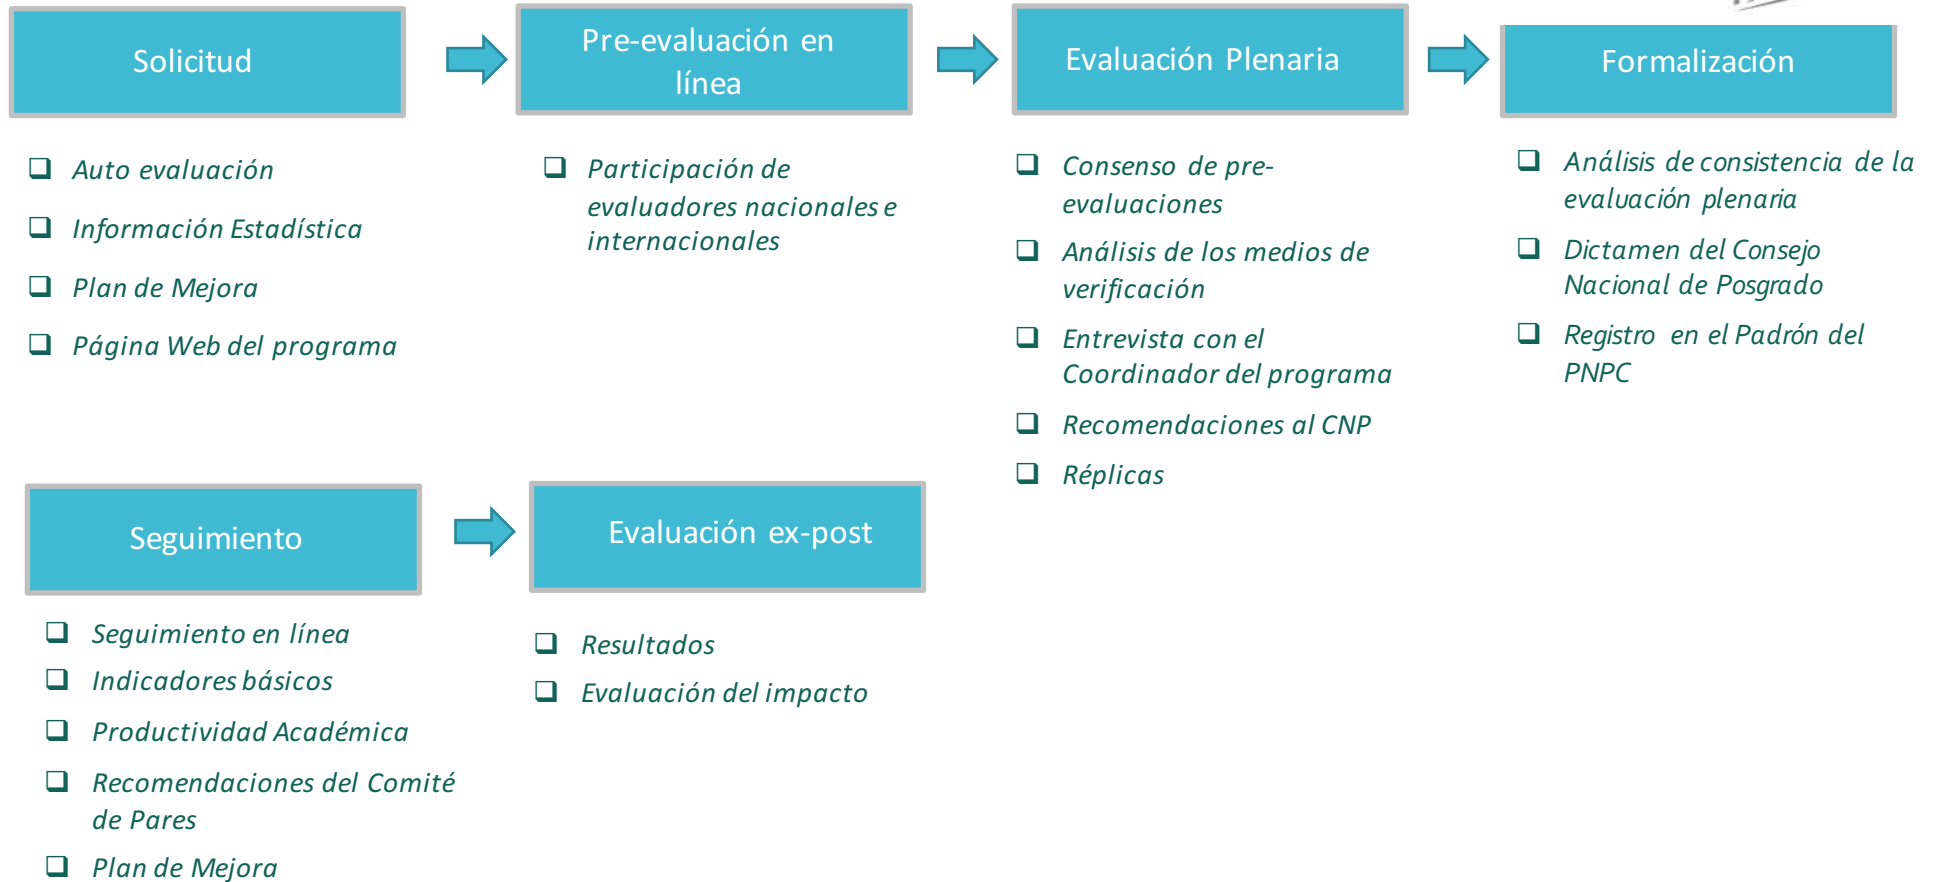 Solicitud
Pre-evaluación en
línea
Evaluación Plenaria
Formalización
Auto evaluación
Información Estadística
Plan de Mejora
Página Web del programa
Participación de
evaluadores nacionales e
internacionales
Consenso de pre-
evaluaciones
Análisis de los medios de
verificación
Entrevista con el
Coordinador del programa
Recomendaciones al CNP
Réplicas
Análisis de consistencia de la
evaluación plenaria
Dictamen del Consejo
Nacional de Posgrado
Registro en el Padrón del
PNPC
Seguimiento
Evaluación ex-post
Seguimiento en línea
Indicadores básicos
Productividad Académica
Recomendaciones del Comité
de Pares
Plan de Mejora
Resultados
Evaluación del impacto